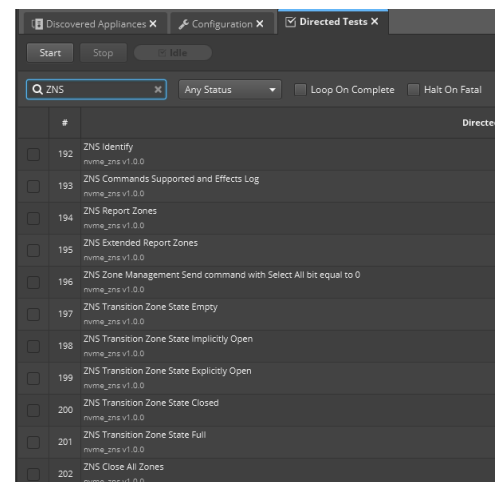 Discovered Appliances ✕ Configuration ✕ Directed Tests ✕
Start Stop Idle
ZNS ✕ Any Status Loop On Complete Halt On Fatal
# Directe
192 ZNS Identify
nvme_zns v1.0.0
193 ZNS Commands Supported and Effects Log
nvme_zns v1.0.0
194 ZNS Report Zones
nvme_zns v1.0.0
195 ZNS Extended Report Zones
nvme_zns v1.0.0
196 ZNS Zone Management Send command with Select All bit equal to 0
nvme_zns v1.0.0
197 ZNS Transition Zone State Empty
nvme_zns v1.0.0
198 ZNS Transition Zone State Implicitly Open
nvme_zns v1.0.0
199 ZNS Transition Zone State Explicitly Open
nvme_zns v1.0.0
200 ZNS Transition Zone State Closed
nvme_zns v1.0.0
201 ZNS Transition Zone State Full
nvme_zns v1.0.0
202 ZNS Close All Zones
nvme_zns v1.0.0